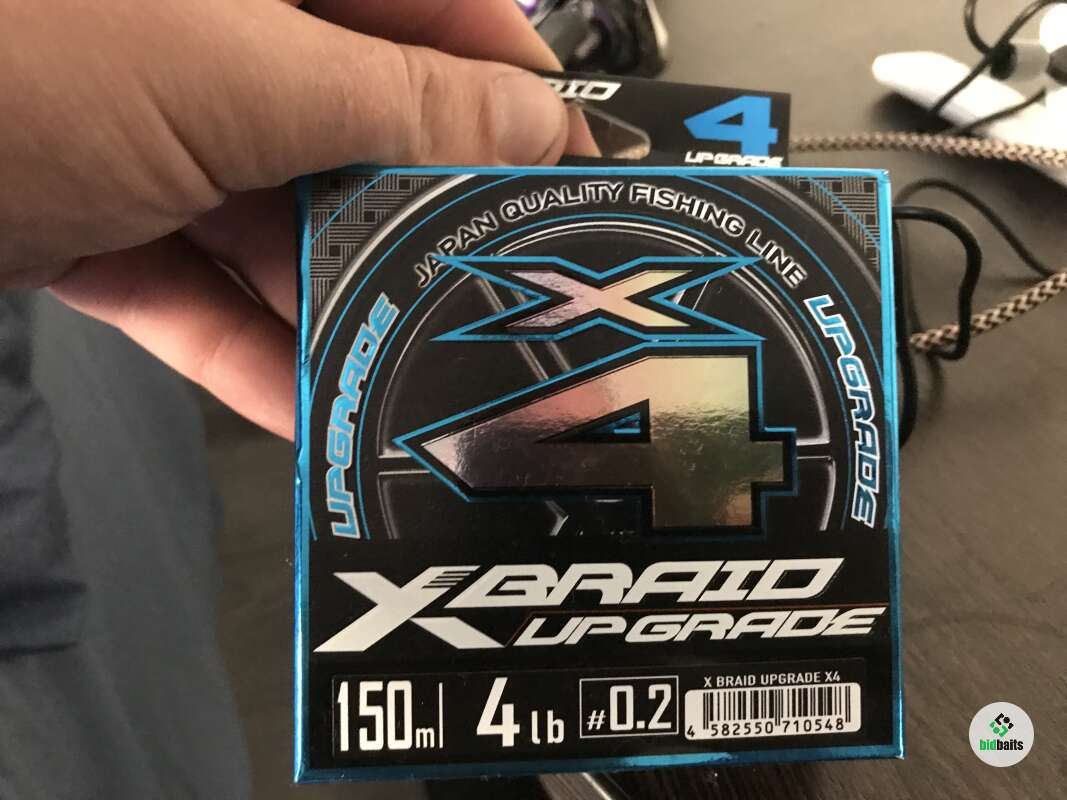 4
UPGRADE
JAPAN QUALITY FISHING LINE
UPGRADE
UPGRADE
X
4
XBRAID
UPGRADE
150m
4lb
#0.2
X BRAID UPGRADE X4
4 582550 710548
bidbaits